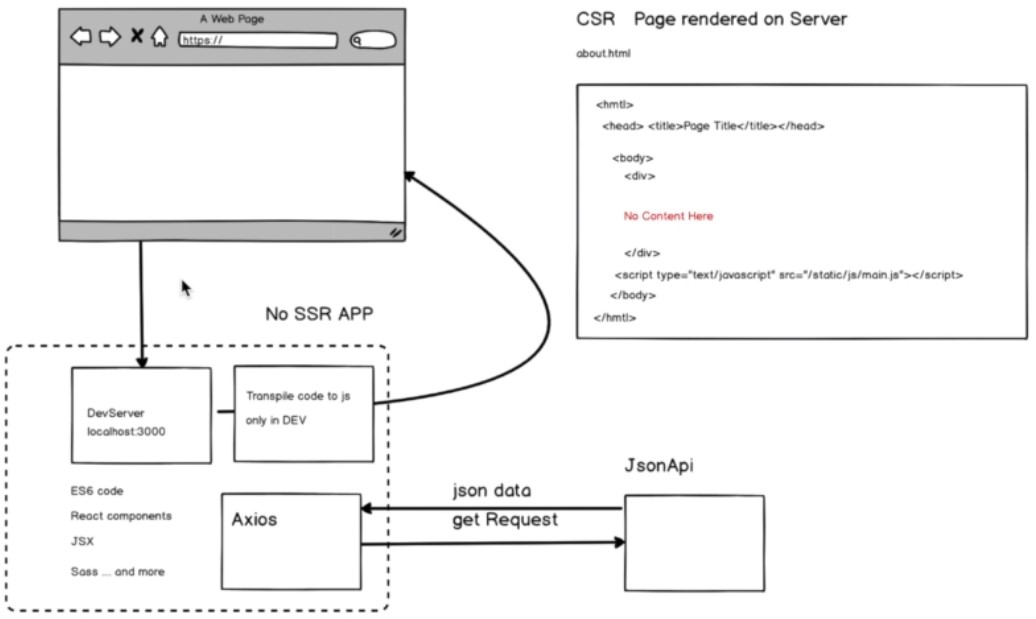 A Web Page
https://
CSR Page rendered on Server
about.html
<hmtl>
<head> <title>Page Title</title></head>
<body>
<div>
No Content Here
</div>
<script type="text/javascript" src="/static/js/main.js"></script>
</body>
</hmtl>
No SSR APP
DevServer
localhost:3000
Transpile code to js
only in DEV
ES6 code
React components
JSX
Sass ... and more
Axios
json data
get Request
JsonApi